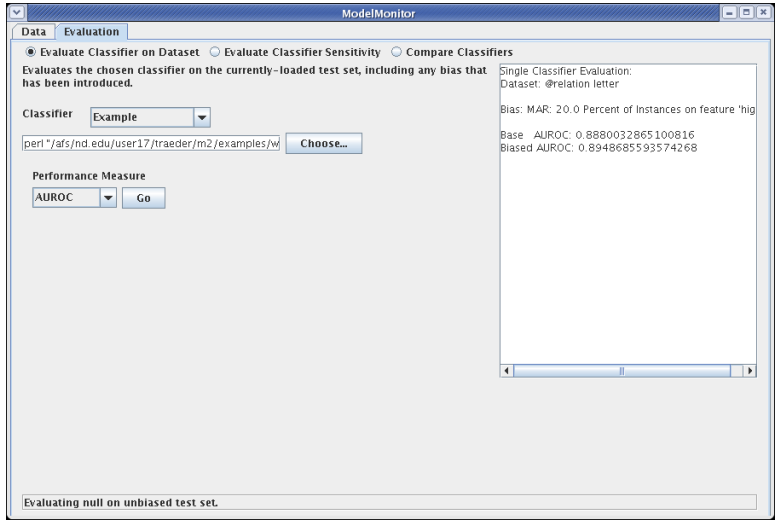 ModelMonitor
Data Evaluation
Evaluate Classifier on Dataset Evaluate Classifier Sensitivity Compare Classifiers
Evaluates the chosen classifier on the currently-loaded test set, including any bias that
has been introduced.
Classifier Example
perl "/afs/nd.edu/user17/traeder/m2/examples/w Choose...
Performance Measure
AUROC Go
Single Classifier Evaluation:
Dataset: @relation letter
Bias: MAR: 20.0 Percent of Instances on feature 'hig
Base AUROC: 0.8880032865100816
Biased AUROC: 0.8948685593574268
Evaluating null on unbiased test set.